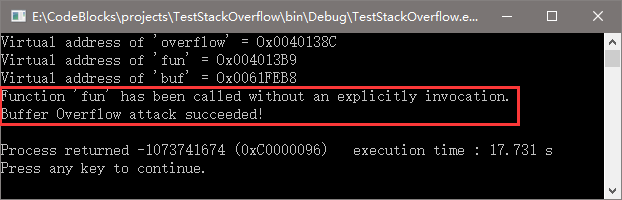 E:\CodeBlocks\projects\TestStackOverflow\bin\Debug\TestStackOverflow.e...
Virtual address of 'overflow' = 0x0040138C
Virtual address of 'fun' = 0x004013B9
Virtual address of 'buf' = 0x0061FEB8
Function 'fun' has been called without an explicitly invocation.
Buffer Overflow attack succeeded!
Process returned -1073741674 (0xC0000096)   execution time : 17.731 s
Press any key to continue.